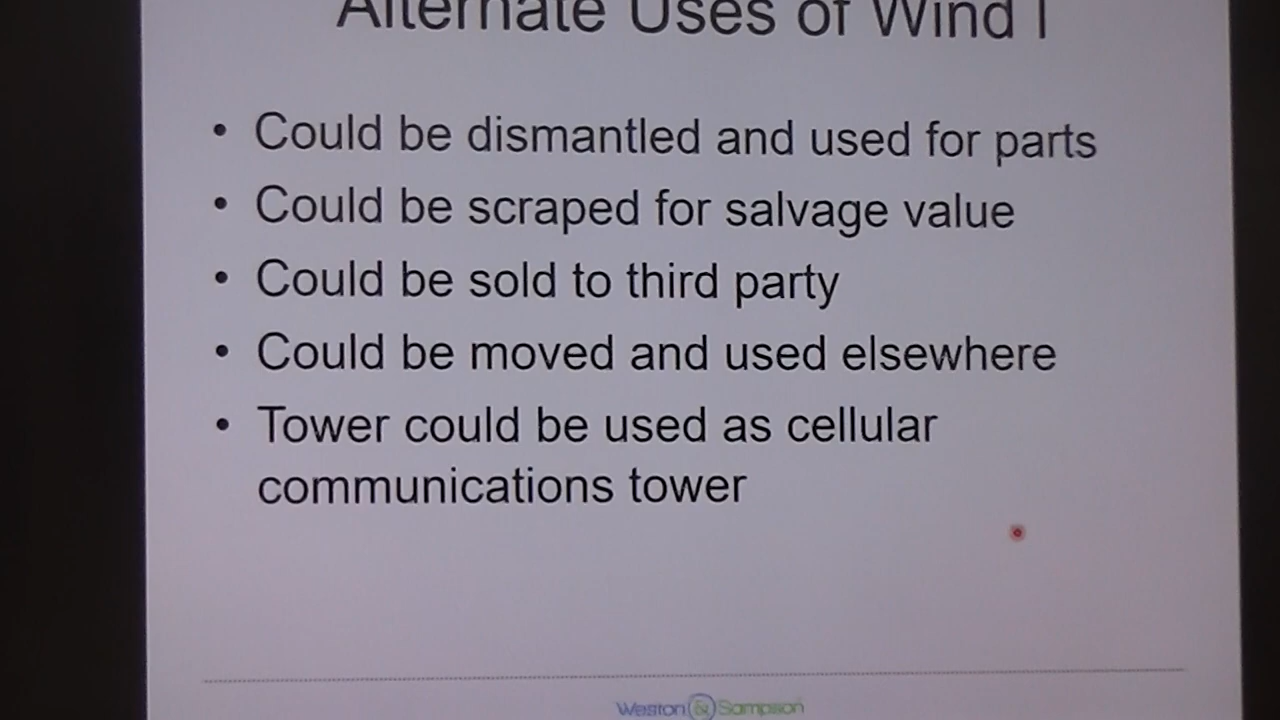 Alternate Uses of Wind I
• Could be dismantled and used for parts
• Could be scraped for salvage value
• Could be sold to third party
• Could be moved and used elsewhere
• Tower could be used as cellular
communications tower
Weston & Sampson